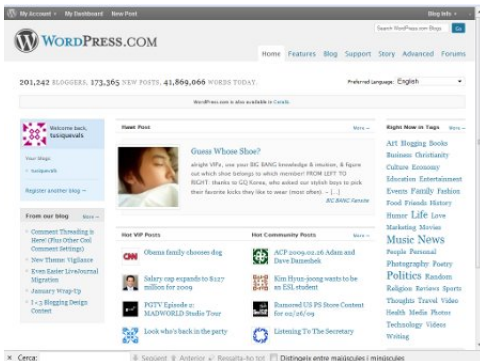 My Account
My Dashboard
New Post
Blog Info
WORDPRESS.COM
Search WordPress.com Blogs
Go
Home
Features
Blog
Support
Story
Advanced
Forums
201,242 BLOGGERS, 173,365 NEW POSTS, 41,869,066 WORDS TODAY.
Preferred Language: English
WordPress.com is also available in Català.
Welcome back,
tusiquevals
Your blogs
tusiquevals
Register another blog →
From our blog
More →
Comment Threading is
Here! (Plus Other Cool
Comment Settings)
New Theme: Vigilance
Even Easier LiveJournal
Migration
January Wrap-Up
I <3 Blogging Design
Contest
Fleet Post
More →
Guess Whose Shoe?
alright VIPs, use your BIG BANG knowledge & intuition, & figure
out which shoe belongs to which member! FROM LEFT TO
RIGHT: thanks to GQ Korea, who asked our stylish boys to pick
their favorite kicks they like to wear (most often). – [...]
BIG BANG Fansite
Hot VIP Posts
More →
CNN
Obama family chooses dog
Salary cap expands to $127
million for 2009
PGTV Episode 2:
MADWORLD Studio Tour
Look who's back in the party
Hot Community Posts
More →
ACP 2009.02.26 Adam and
Dave Dameshek
Kim Hyun-joong wants to be
an ESL student
Rumored US PS Store Content
for 02/26/09
Listening To The Secretary
Right Now in Tags
More →
Art Blogging Books
Business Christianity
Culture Economy
Education Entertainment
Events Family Fashion
Food Friends History
Humor Life Love
Marketing Movies
Music News
People Personal
Photography Poetry
Politics Random
Religion Reviews Sports
Thoughts Travel Video
Health Media Photos
Technology Videos
Writing
Cerca:
Següent
Anterior
Ressalta-ho tot
Distingeix entre majúscules i minúscules